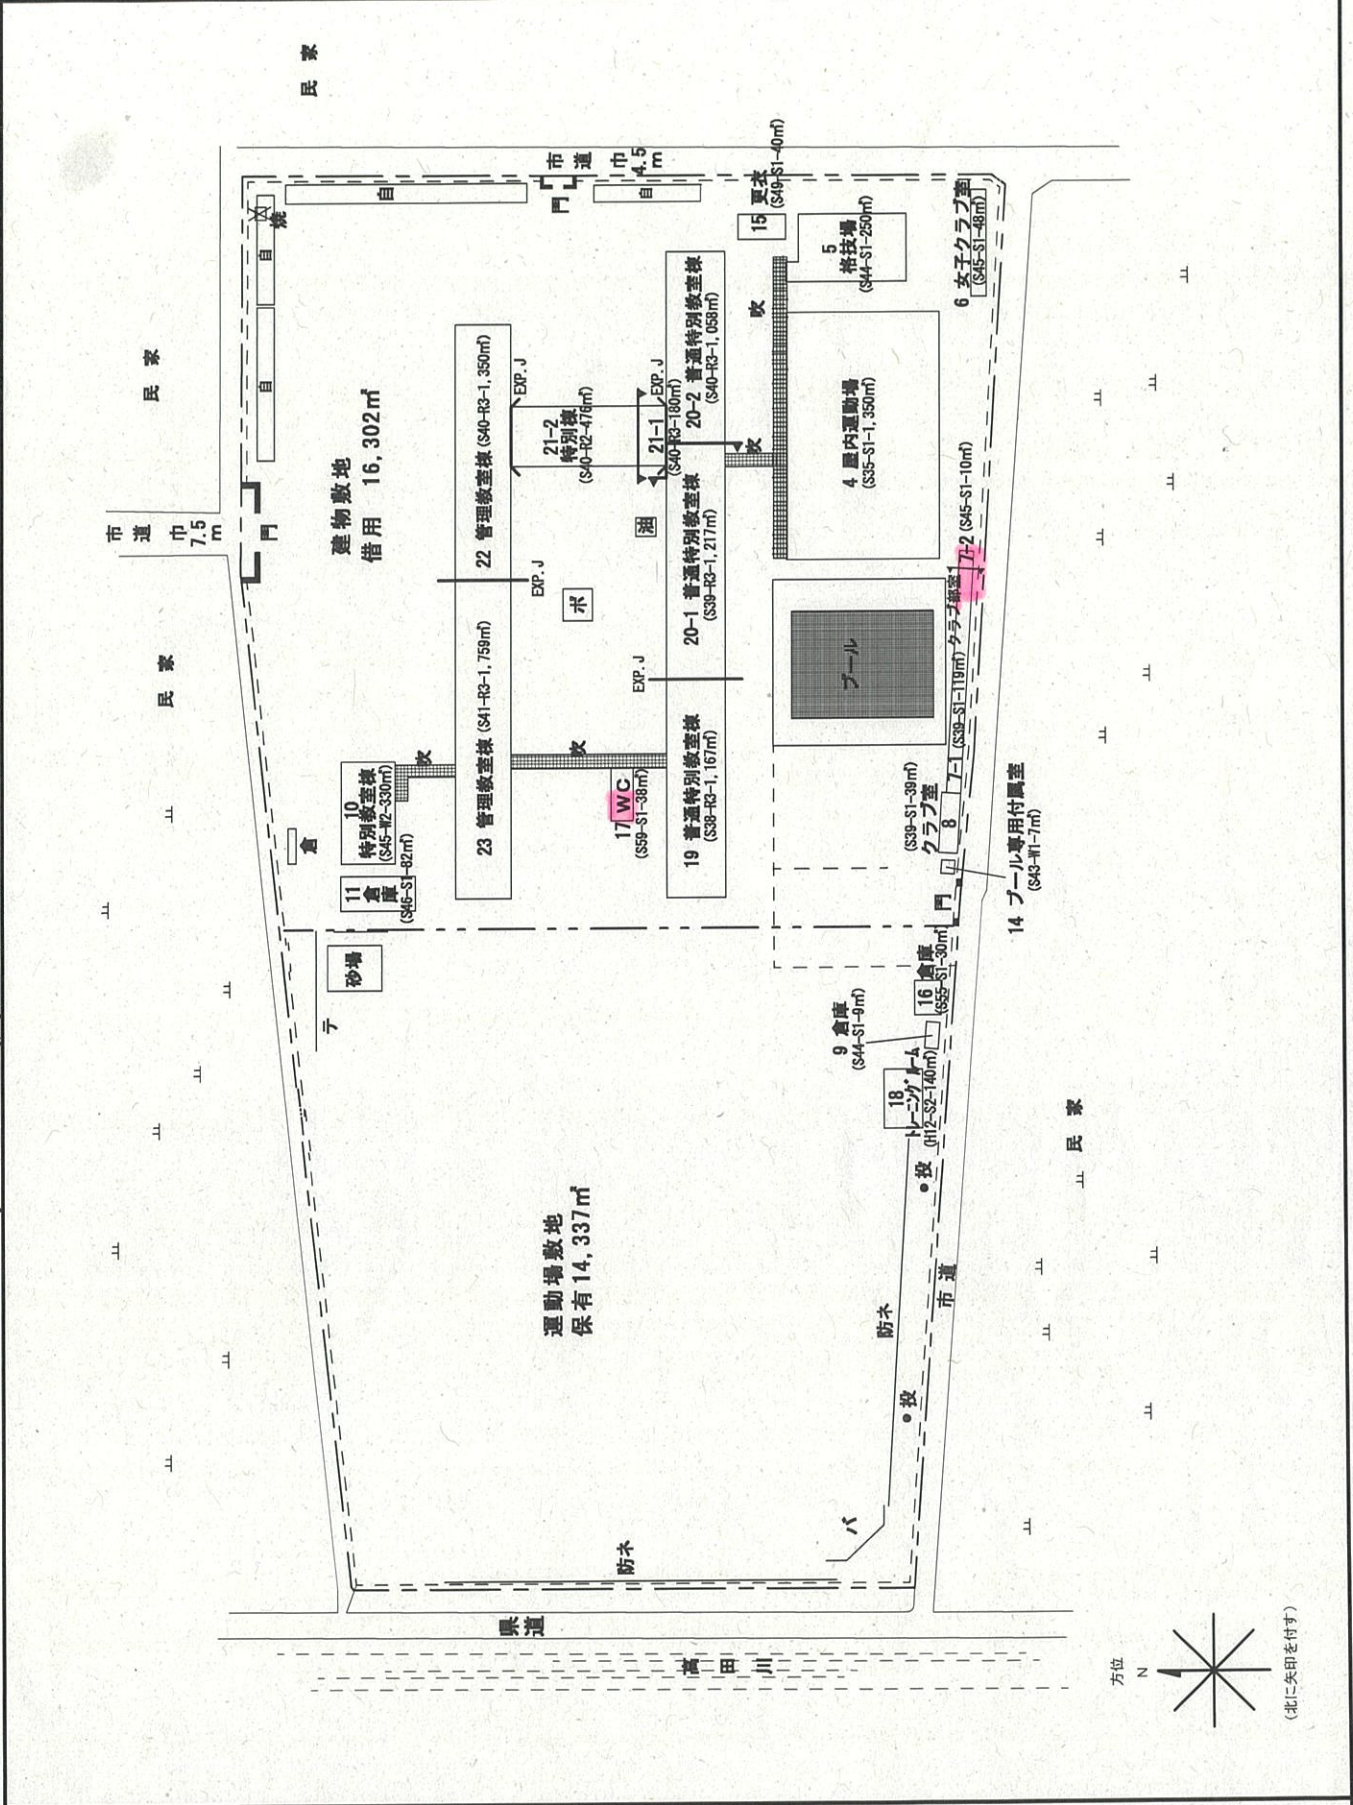 民家
民家
民家
市道
巾
7.5
m
門
市道
巾
4.5
m
門
自
自
自
自
焼
建物敷地
借用 16,302㎡
倉
10
特別教室棟
(S45-W2-330㎡)
11
倉庫
(S46-S1-82㎡)
吹
23 管理教室棟 (S41-R3-1,759㎡)
22 管理教室棟 (S40-R3-1,350㎡)
EXP.J
EXP.J
21-2
特別棟
(S40-R2-476㎡)
21-1
(S40-R3-180㎡)
EXP.J
ボ
油
吹
17 WC
(S59-S1-38㎡)
EXP.J
19 普通特別教室棟
(S38-R3-1,167㎡)
20-1 普通特別教室棟
(S39-R3-1,217㎡)
20-2 普通特別教室棟
(S40-R3-1,058㎡)
吹
吹
15 更衣
(S49-S1-40㎡)
5
格技場
(S44-S1-250㎡)
4 屋内運動場
(S35-S1-1,350㎡)
6 女子クラブ室
(S45-S1-48㎡)
プール
7-2 (S45-S1-10㎡)
7-1 (S39-S1-119㎡) クラブ部室
8
クラブ室
(S39-S1-39㎡)
14 プール専用付属室
(S43-W1-7㎡)
門
砂場
テ
16 倉庫
(S55-S1-30㎡)
9 倉庫
(S44-S1-9㎡)
18
トレーニングルーム
(H12-S2-140㎡)
運動場敷地
保有14,337㎡
投
投
防ネ
防ネ
バ
市道
民家
県道
高田川
方位
N
(北に矢印を付す)